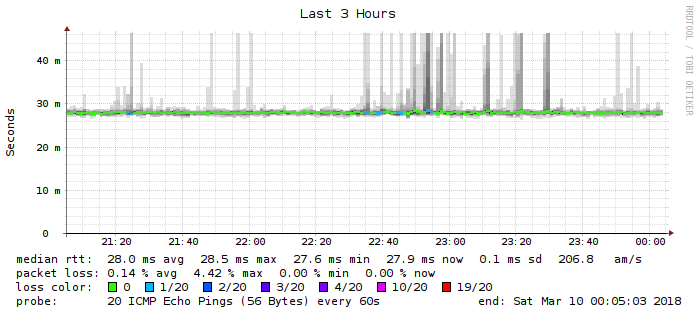 Last 3 Hours
RRDTOOL / TOBI OETIKER
Seconds
40 m
30 m
20 m
10 m
0
21:20 21:40 22:00 22:20 22:40 23:00 23:20 23:40 00:00
median rtt: 28.0 ms avg 28.5 ms max 27.6 ms min 27.9 ms now 0.1 ms sd 206.8 am/s
packet loss: 0.14 % avg 4.42 % max 0.00 % min 0.00 % now
loss color: 0 1/20 2/20 3/20 4/20 10/20 19/20
probe: 20 ICMP Echo Pings (56 Bytes) every 60s end: Sat Mar 10 00:05:03 2018